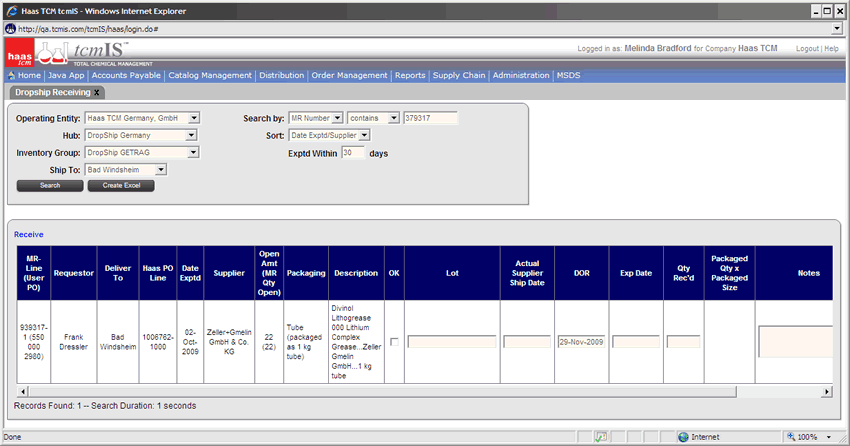 Haas TCM tcmIS - Windows Internet Explorer
http://qa.tcmis.com/tcmIS/haas/login.do#
haas tcm
tcmIS™
TOTAL CHEMICAL MANAGEMENT
Logged in as: Melinda Bradford for Company Haas TCM Logout | Help
Home Java App Accounts Payable Catalog Management Distribution Order Management Reports Supply Chain Administration MSDS
Dropship Receiving x
Operating Entity: Haas TCM Germany, GmbH Search by: MR Number contains 379317
Hub: DropShip Germany Sort: Date Exptd/Supplier
Inventory Group: DropShip GETRAG Exptd Within 30 days
Ship To: Bad Windsheim
Search Create Excel
Receive
MR-Line (User PO) Requestor Deliver To Haas PO Line Date Exptd Supplier Open Amt (MR Qty Open) Packaging Description OK Lot Actual Supplier Ship Date DOR Exp Date Qty Rec'd Packaged Qty x Packaged Size Notes
939317-1 (550 000 2980) Frank Dressler Bad Windsheim 1006762-1000 02-Oct-2009 Zeller+Gmelin GmbH & Co. KG 22 (22) Tube (packaged as 1 kg tube) Divinol Lithogrease 000 Lithium Complex Grease...Zeller Gmelin GmbH...1 kg tube 29-Nov-2009
Records Found: 1 -- Search Duration: 1 seconds
Done Internet 100%